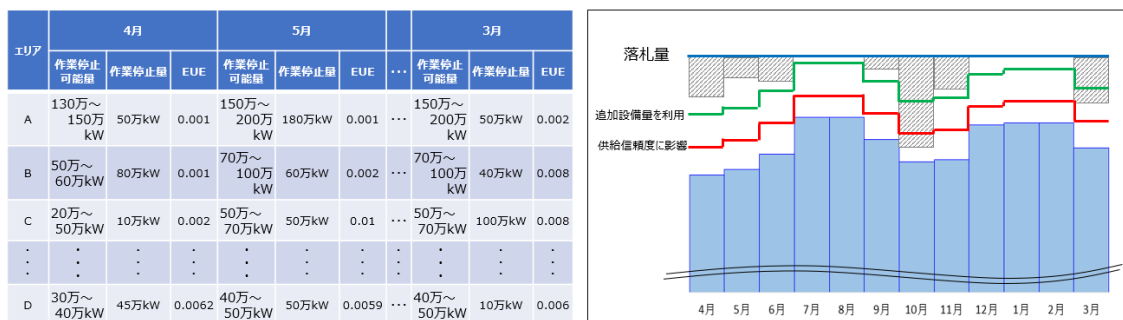 エリア 4月 5月 3月
作業停止可能量 作業停止量 EUE 作業停止可能量 作業停止量 EUE ･･･ 作業停止可能量 作業停止量 EUE
A 130万～150万kW 50万kW 0.001 150万～200万kW 180万kW 0.001 ･･･ 150万～200万kW 50万kW 0.002
B 50万～60万kW 80万kW 0.001 70万～100万kW 60万kW 0.002 ･･･ 70万～100万kW 40万kW 0.008
C 20万～50万kW 10万kW 0.002 50万～70万kW 50万kW 0.01 ･･･ 50万～70万kW 100万kW 0.008
D 30万～40万kW 45万kW 0.0062 40万～50万kW 50万kW 0.0059 ･･･ 40万～50万kW 10万kW 0.006
落札量
追加設備量を利用
供給信頼度に影響
4月 5月 6月 7月 8月 9月 10月 11月 12月 1月 2月 3月